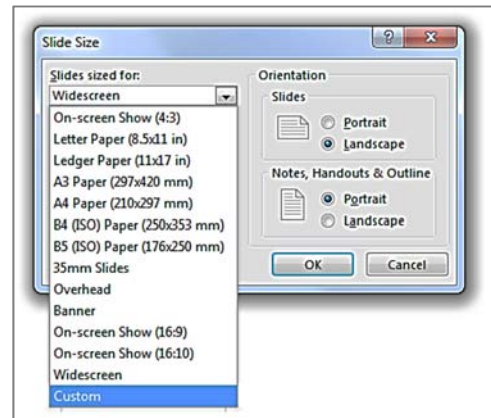 Slide Size
Slides sized for:
Widescreen
On-screen Show (4:3)
Letter Paper (8.5x11 in)
Ledger Paper (11x17 in)
A3 Paper (297x420 mm)
A4 Paper (210x297 mm)
B4 (ISO) Paper (250x353 mm)
B5 (ISO) Paper (176x250 mm)
35mm Slides
Overhead
Banner
On-screen Show (16:9)
On-screen Show (16:10)
Widescreen
Custom
Orientation
Slides
Portrait
Landscape
Notes, Handouts & Outline
Portrait
Landscape
OK
Cancel